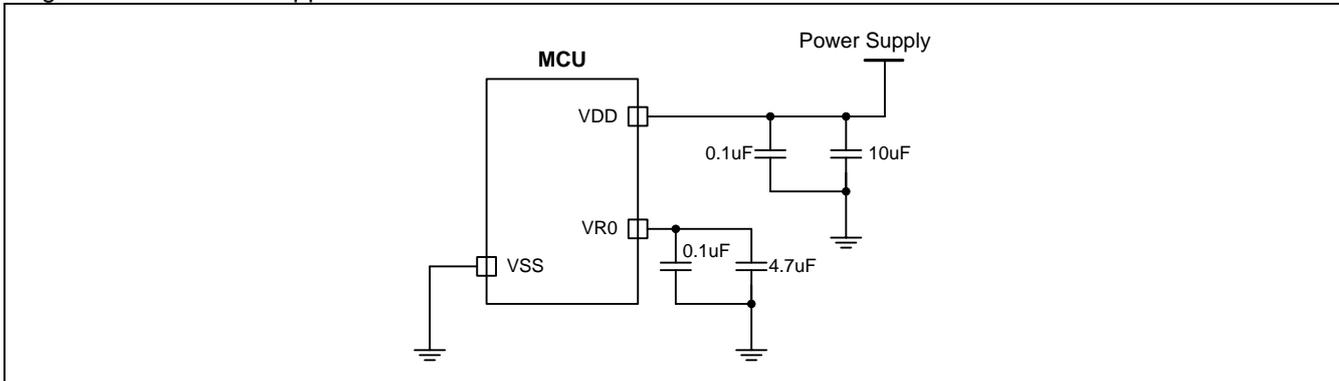 Power Supply
MCU
VDD
0.1uF
10uF
VR0
0.1uF
4.7uF
VSS